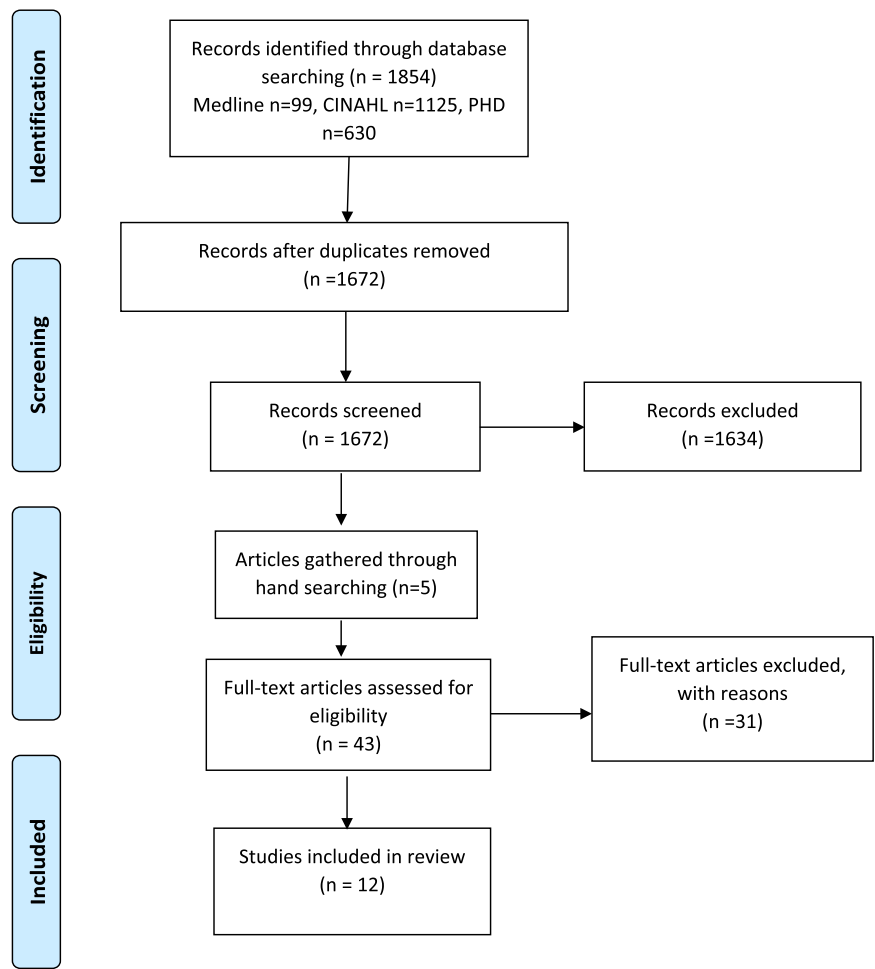 Identification
Records identified through database
searching (n = 1854)
Medline n=99, CINAHL n=1125, PHD
n=630
Records after duplicates removed
(n =1672)
Screening
Records screened
(n = 1672)
Records excluded
(n =1634)
Eligibility
Articles gathered through
hand searching (n=5)
Full-text articles assessed for
eligibility
(n = 43)
Full-text articles excluded,
with reasons
(n =31)
Included
Studies included in review
(n = 12)